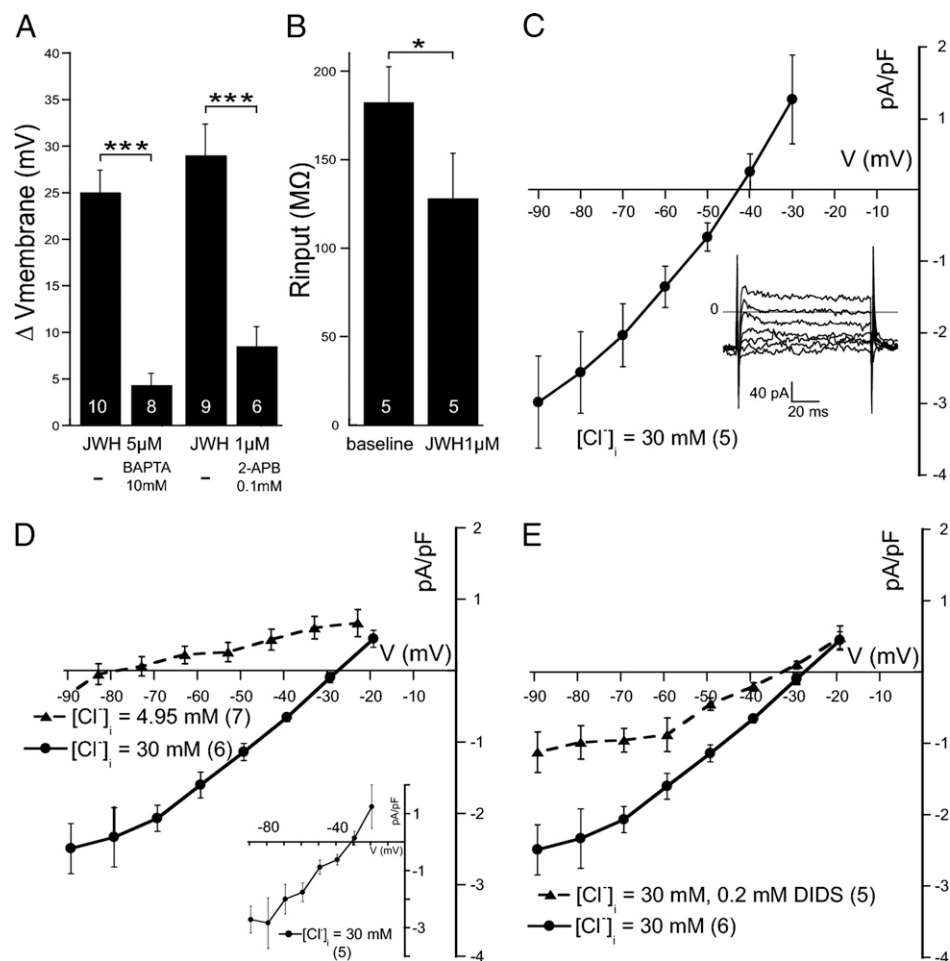 A
Δ Vmembrane (mV)
40
35
30
25
20
15
10
5
0
***
***
10
8
9
6
JWH 5μM
JWH 1μM
–
BAPTA
10mM
–
2-APB
0.1mM
B
Rinput (MΩ)
200
150
100
50
0
*
5
5
baseline
JWH1μM
C
pA/pF
V (mV)
2
1
-1
-2
-3
-4
-90
-80
-70
-60
-50
-40
-30
-10
0
40 pA
20 ms
[Cl⁻]i = 30 mM (5)
D
pA/pF
V (mV)
2
1
-1
-2
-3
-4
-90
-80
-70
-60
-50
-40
-30
-20
-10
[Cl⁻]i = 4.95 mM (7)
[Cl⁻]i = 30 mM (6)
-80
-40
pA/pF
V (mV)
1
-1
-3
[Cl⁻]i = 30 mM
(5)
E
pA/pF
V (mV)
2
1
-1
-2
-3
-4
-90
-80
-70
-60
-50
-40
-30
-20
-10
[Cl⁻]i = 30 mM, 0.2 mM DIDS (5)
[Cl⁻]i = 30 mM (6)